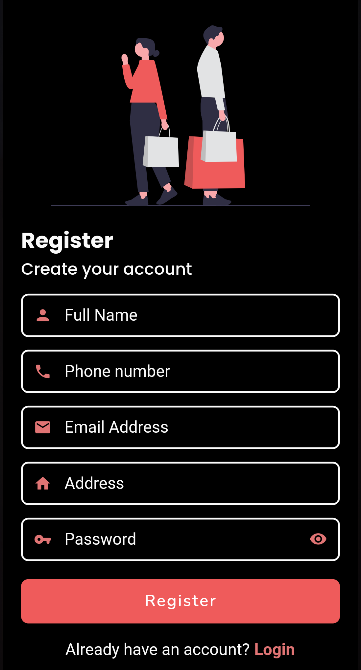 Register
Create your account
Full Name
Phone number
Email Address
Address
Password
Register
Already have an account? Login